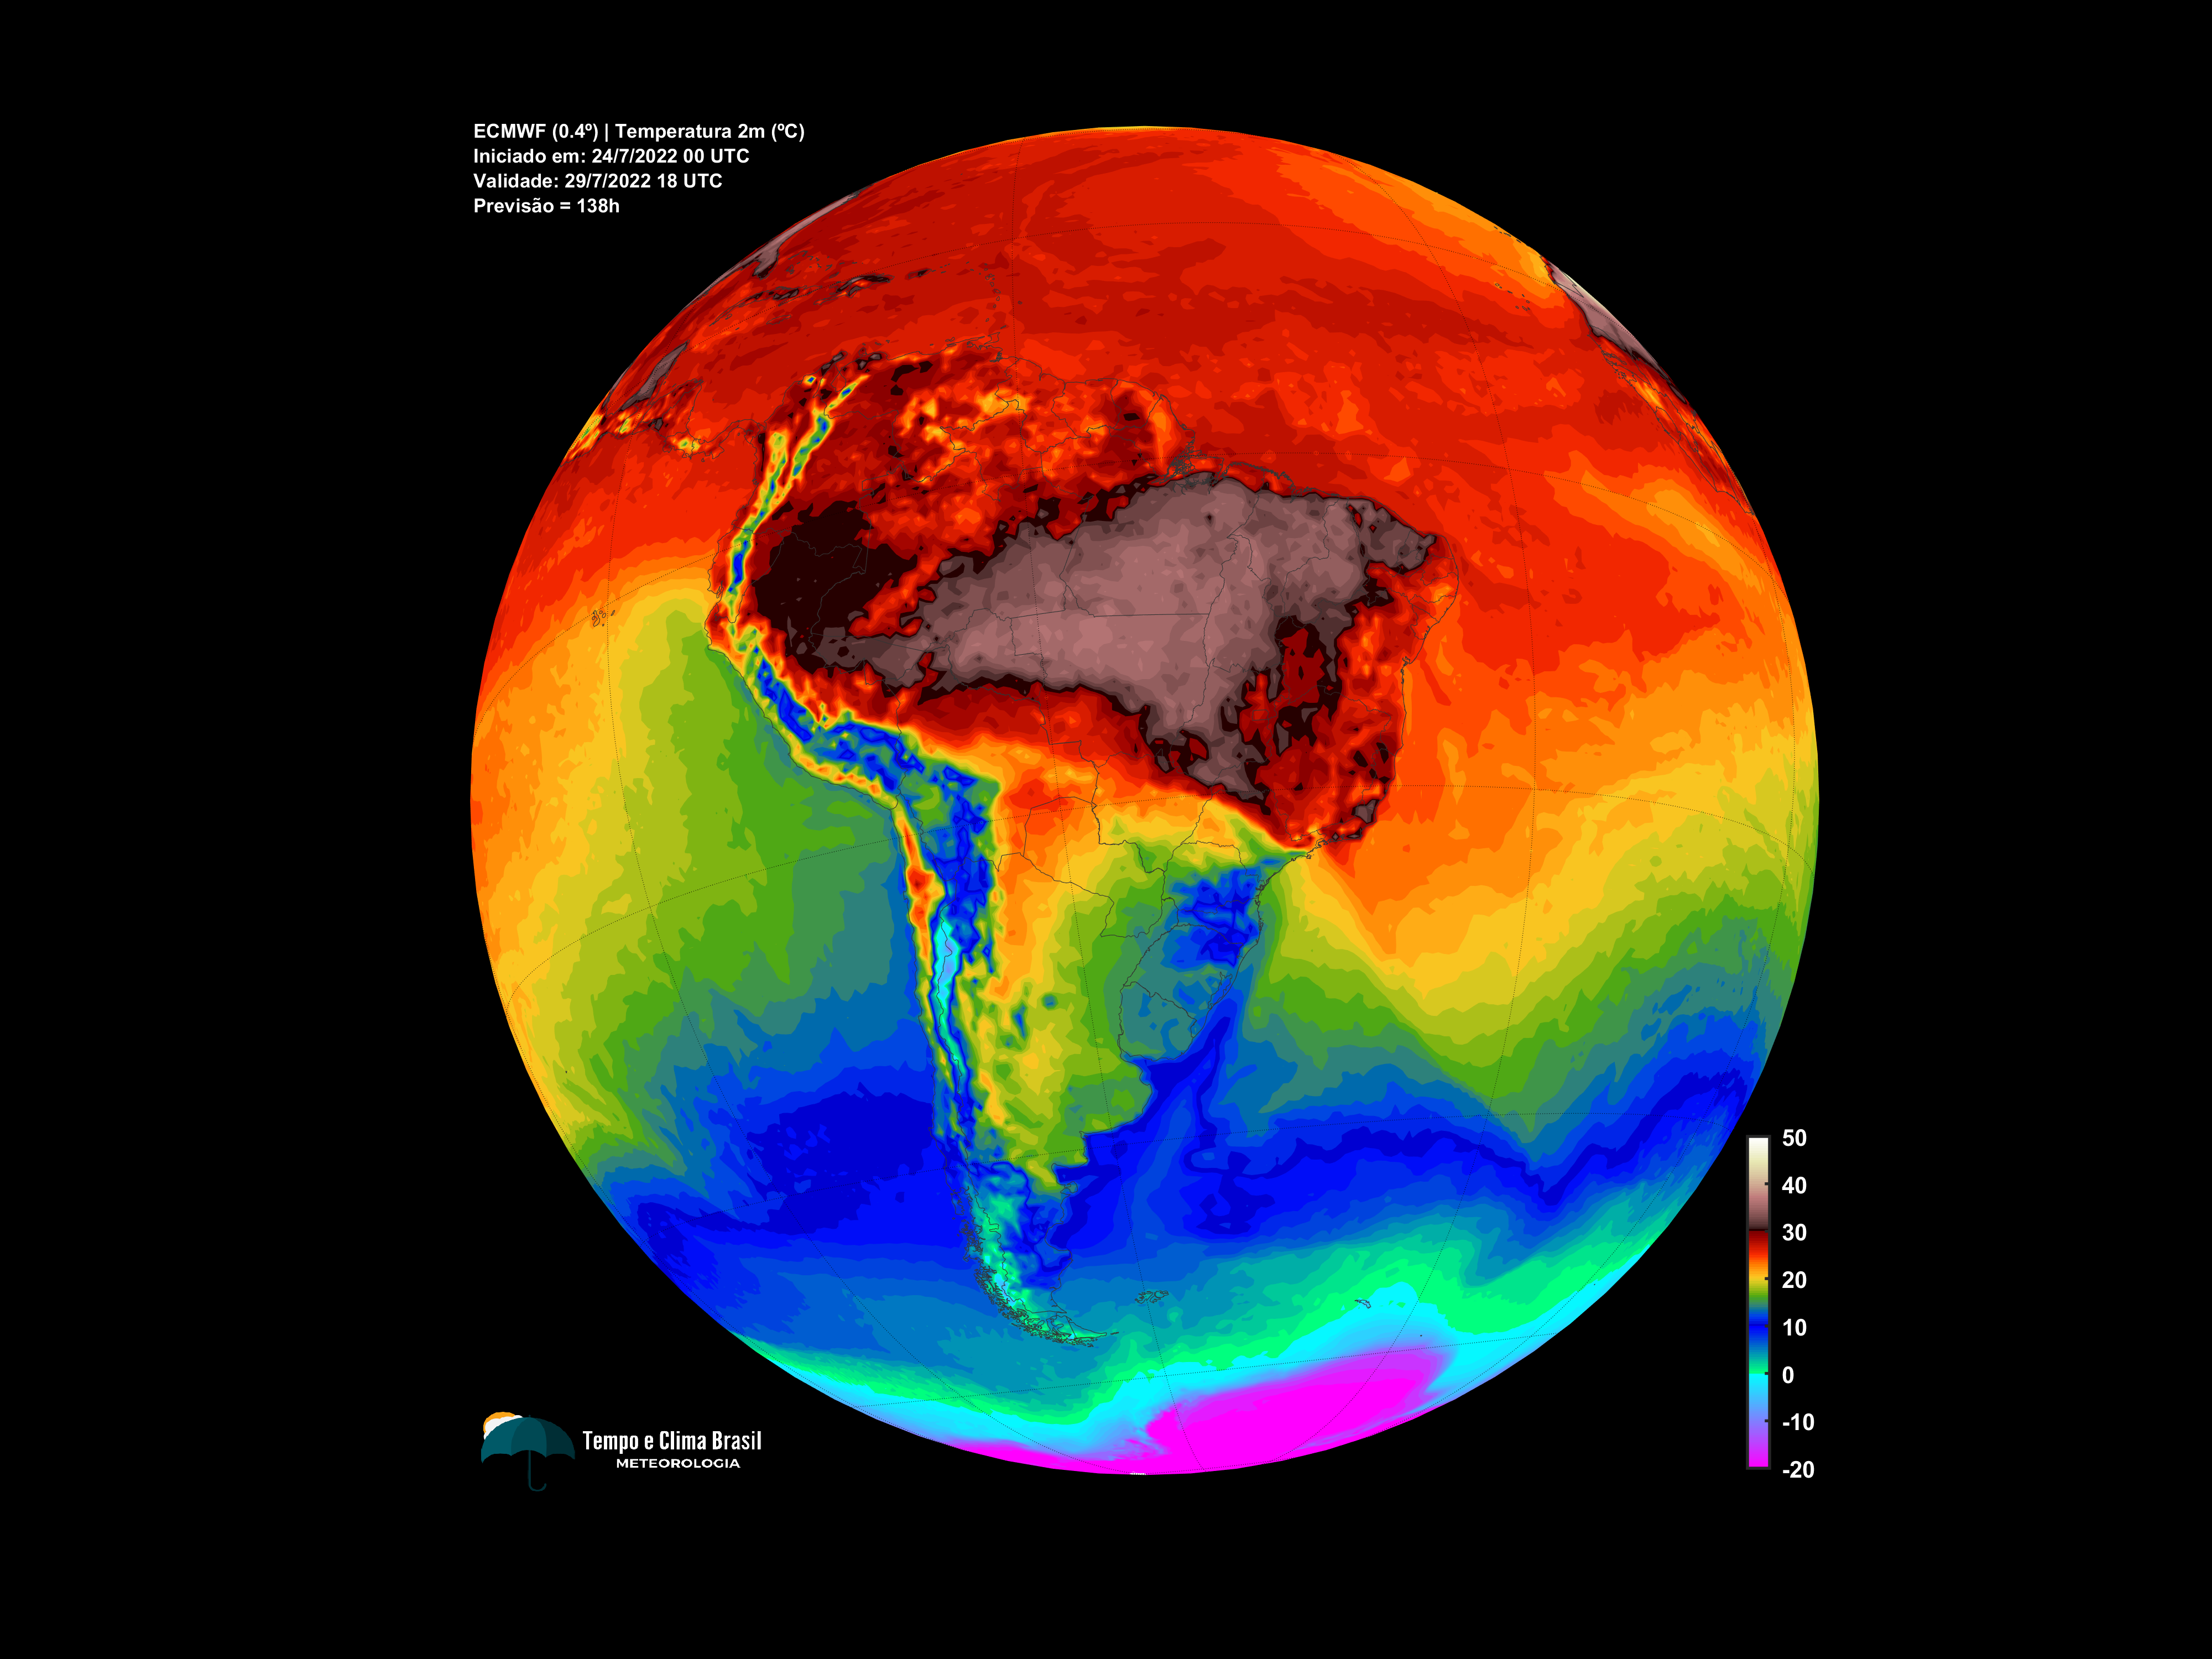 ECMWF (0.4º) | Temperatura 2m (ºC)
Iniciado em: 24/7/2022 00 UTC
Validade: 29/7/2022 18 UTC
Previsão = 138h
50
40
30
20
10
0
-10
-20
Tempo e Clima Brasil
METEOROLOGIA